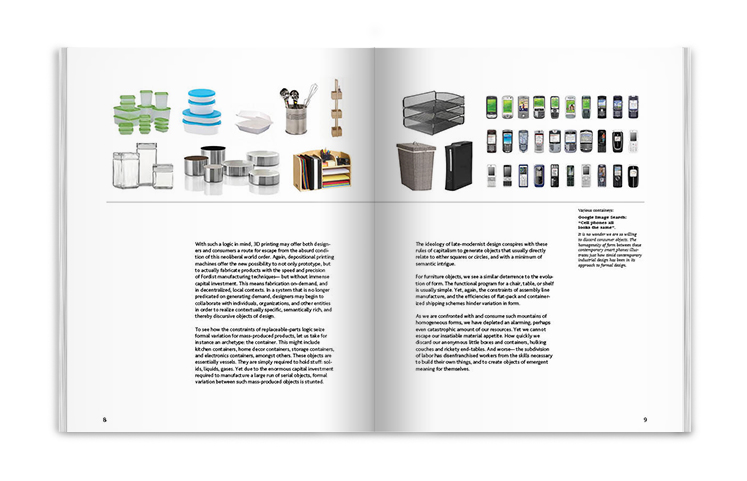 With such a logic in mind, 3D printing may offer both design-
ers and consumers a route for escape from the absurd condi-
tion of this neoliberal world order. Again, depositional printing
machines offer the new possibility to not only prototype, but
to actually fabricate products with the speed and precision
of Fordist manufacturing techniques— but without immense
capital investment. This means fabrication on-demand, and
in decentralized, local contexts. In a system that is no longer
predicated on generating demand, designers may begin to
collaborate with individuals, organizations, and other entities
in order to realize contextually specific, semantically rich, and
thereby discursive objects of design.
To see how the constraints of replaceable-parts logic seize
formal variation for mass-produced products, let us take for
instance an archetype: the container. This might include
kitchen containers, home decor containers, storage containers,
and electronics containers, amongst others. These objects are
essentially vessels. They are simply required to hold stuff: sol-
ids, liquids, gases. Yet due to the enormous capital investment
required to manufacture a large run of serial objects, formal
variation between such mass-produced objects is stunted.
8
The ideology of late-modernist design conspires with these
rules of capitalism to generate objects that usually directly
relate to either squares or circles, and with a minimum of
semantic intrigue.
For furniture objects, we see a similar deterrence to the evolu-
tion of form. The functional program for a chair, table, or shelf
is usually simple. Yet, again, the constraints of assembly line
manufacture, and the efficiencies of flat-pack and container-
ized shipping schemes hinder variation in form.
As we are confronted with and consume such mountains of
homogenous forms, we have depleted an alarming, perhaps
even catastrophic amount of our resources. Yet we cannot
escape our insatiable material appetite. How quickly we
discard our anonymous little boxes and containers, hulking
couches and rickety end-tables. And worse— the subdivision
of labor has disenfranchised workers from the skills necessary
to build their own things, and to create objects of emergent
meaning for themselves.
Various containers:
Google Image Search:
"Cell phones all
looks the same".
It is no wonder we are so willing
to discard consumer objects. The
homogeneity of form between these
contemporary smart phones illus-
trates just how timid contemporary
industrial design has been in its
approach to formal design.
9